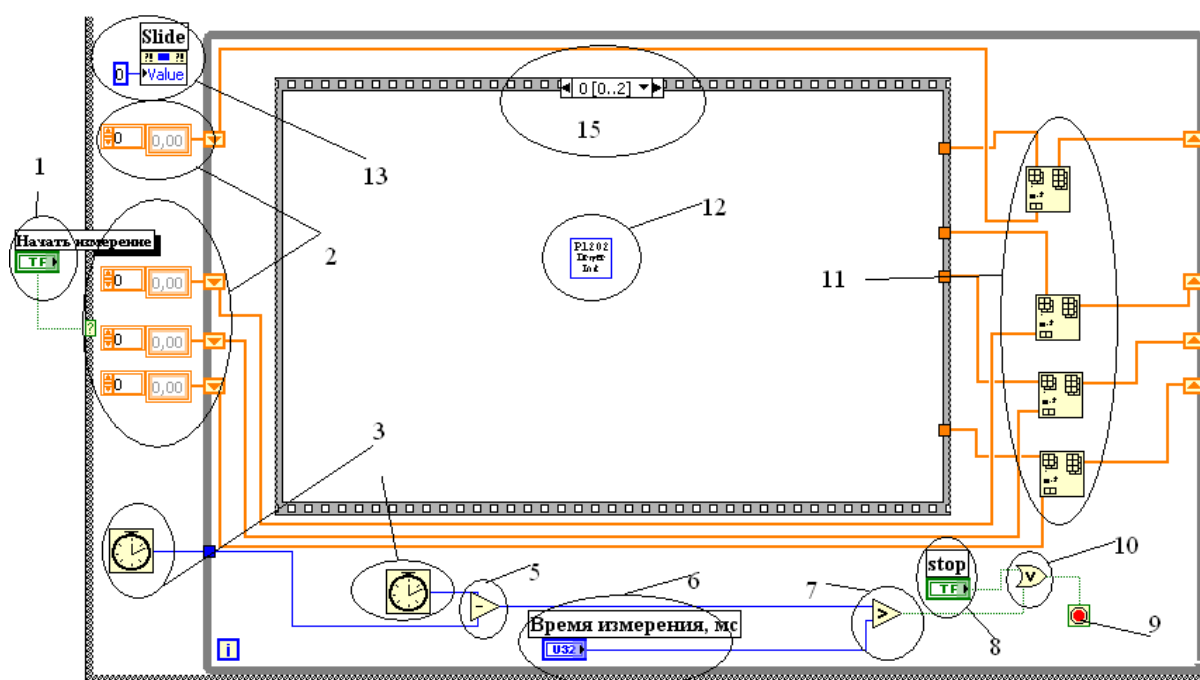 Slide
0
Value
0 [0..2]
15
0 0,00
13
1
12
Начать измерение
TF
2
P1202
Driver
Init
11
0 0,00
?
0 0,00
0 0,00
3
5
6
7
stop
TF
10
V
-
>
Время измерения, мс
U32
8
9
i